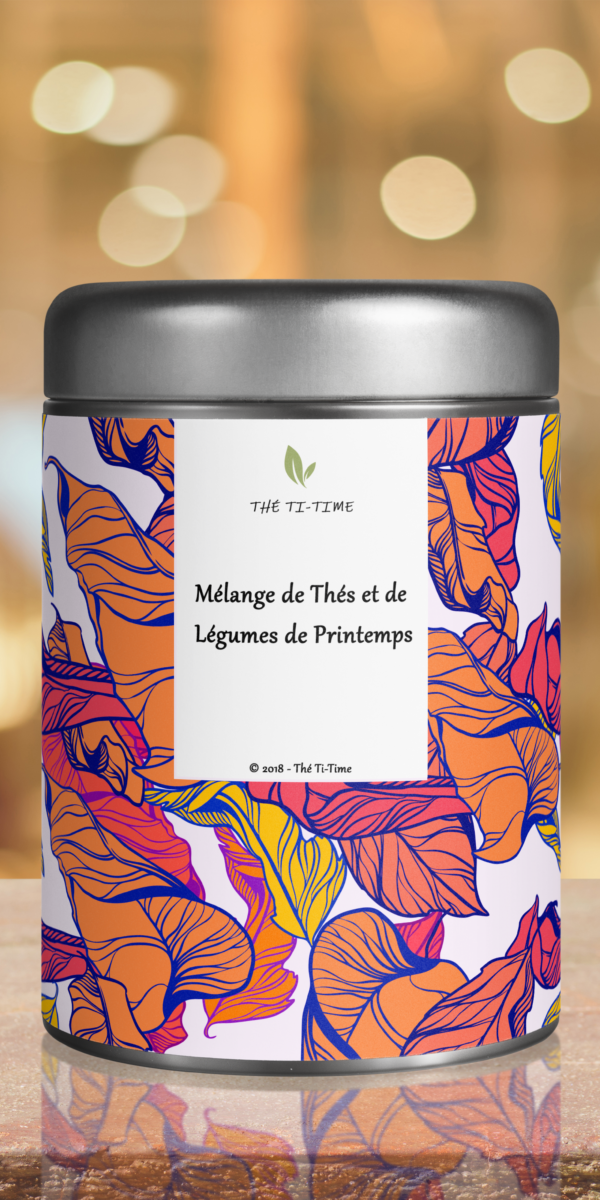 THÉ TI-TIME
Mélange de Thés et de
Légumes de Printemps
© 2018 - Thé Ti-Time